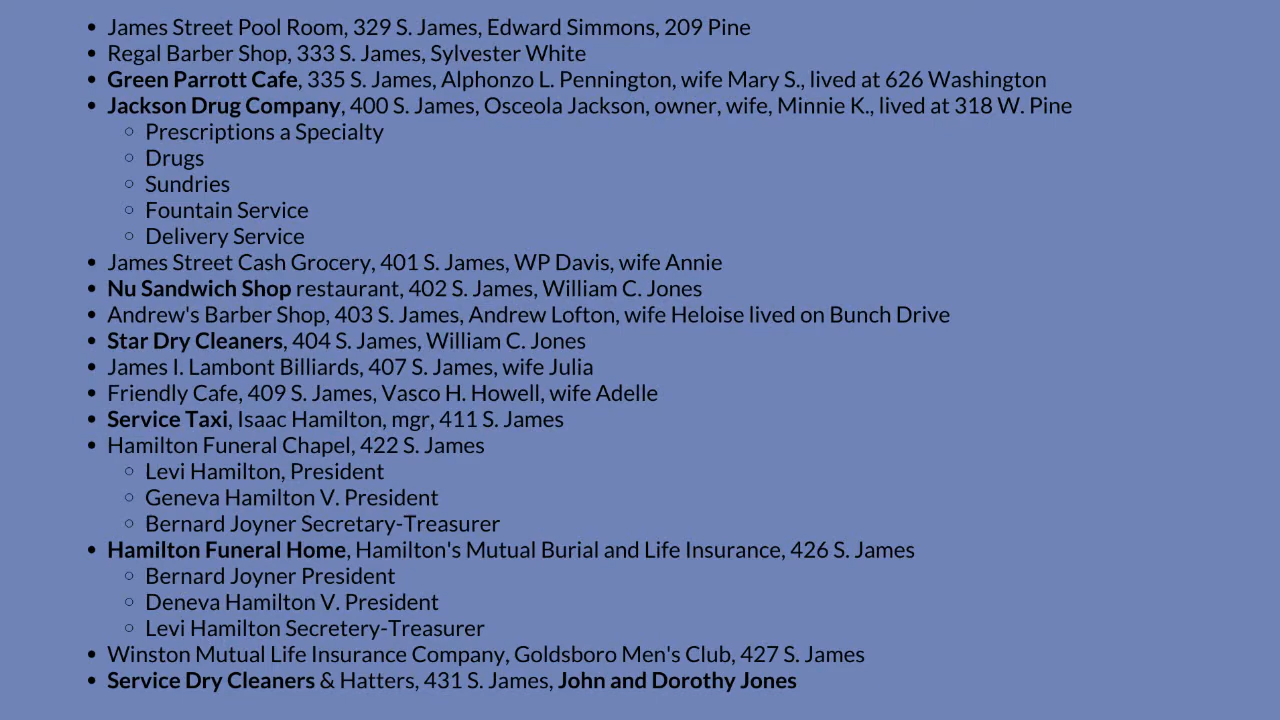 James Street Pool Room, 329 S. James, Edward Simmons, 209 Pine
Regal Barber Shop, 333 S. James, Sylvester White
Green Parrott Cafe, 335 S. James, Alphonzo L. Pennington, wife Mary S., lived at 626 Washington
Jackson Drug Company, 400 S. James, Osceola Jackson, owner, wife, Minnie K., lived at 318 W. Pine
Prescriptions a Specialty
Drugs
Sundries
Fountain Service
Delivery Service
James Street Cash Grocery, 401 S. James, WP Davis, wife Annie
Nu Sandwich Shop restaurant, 402 S. James, William C. Jones
Andrew's Barber Shop, 403 S. James, Andrew Lofton, wife Heloise lived on Bunch Drive
Star Dry Cleaners, 404 S. James, William C. Jones
James I. Lambont Billiards, 407 S. James, wife Julia
Friendly Cafe, 409 S. James, Vasco H. Howell, wife Adelle
Service Taxi, Isaac Hamilton, mgr, 411 S. James
Hamilton Funeral Chapel, 422 S. James
Levi Hamilton, President
Geneva Hamilton V. President
Bernard Joyner Secretary-Treasurer
Hamilton Funeral Home, Hamilton's Mutual Burial and Life Insurance, 426 S. James
Bernard Joyner President
Deneva Hamilton V. President
Levi Hamilton Secretery-Treasurer
Winston Mutual Life Insurance Company, Goldsboro Men's Club, 427 S. James
Service Dry Cleaners & Hatters, 431 S. James, John and Dorothy Jones